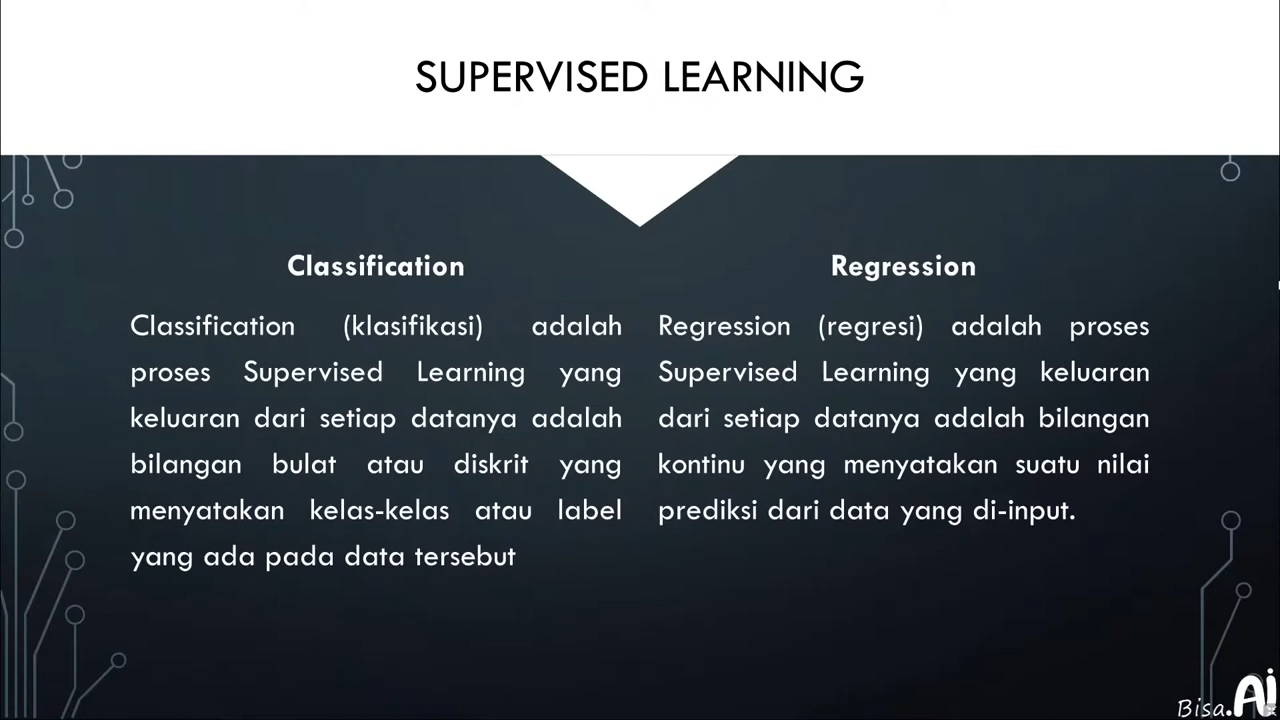 SUPERVISED LEARNING
Classification
Classification (klasifikasi) adalah
proses Supervised Learning yang
keluaran dari setiap datanya adalah
bilangan bulat atau diskrit yang
menyatakan kelas-kelas atau label
yang ada pada data tersebut
Regression
Regression (regresi) adalah proses
Supervised Learning yang keluaran
dari setiap datanya adalah bilangan
kontinu yang menyatakan suatu nilai
prediksi dari data yang di-input.
Bisa.Ai